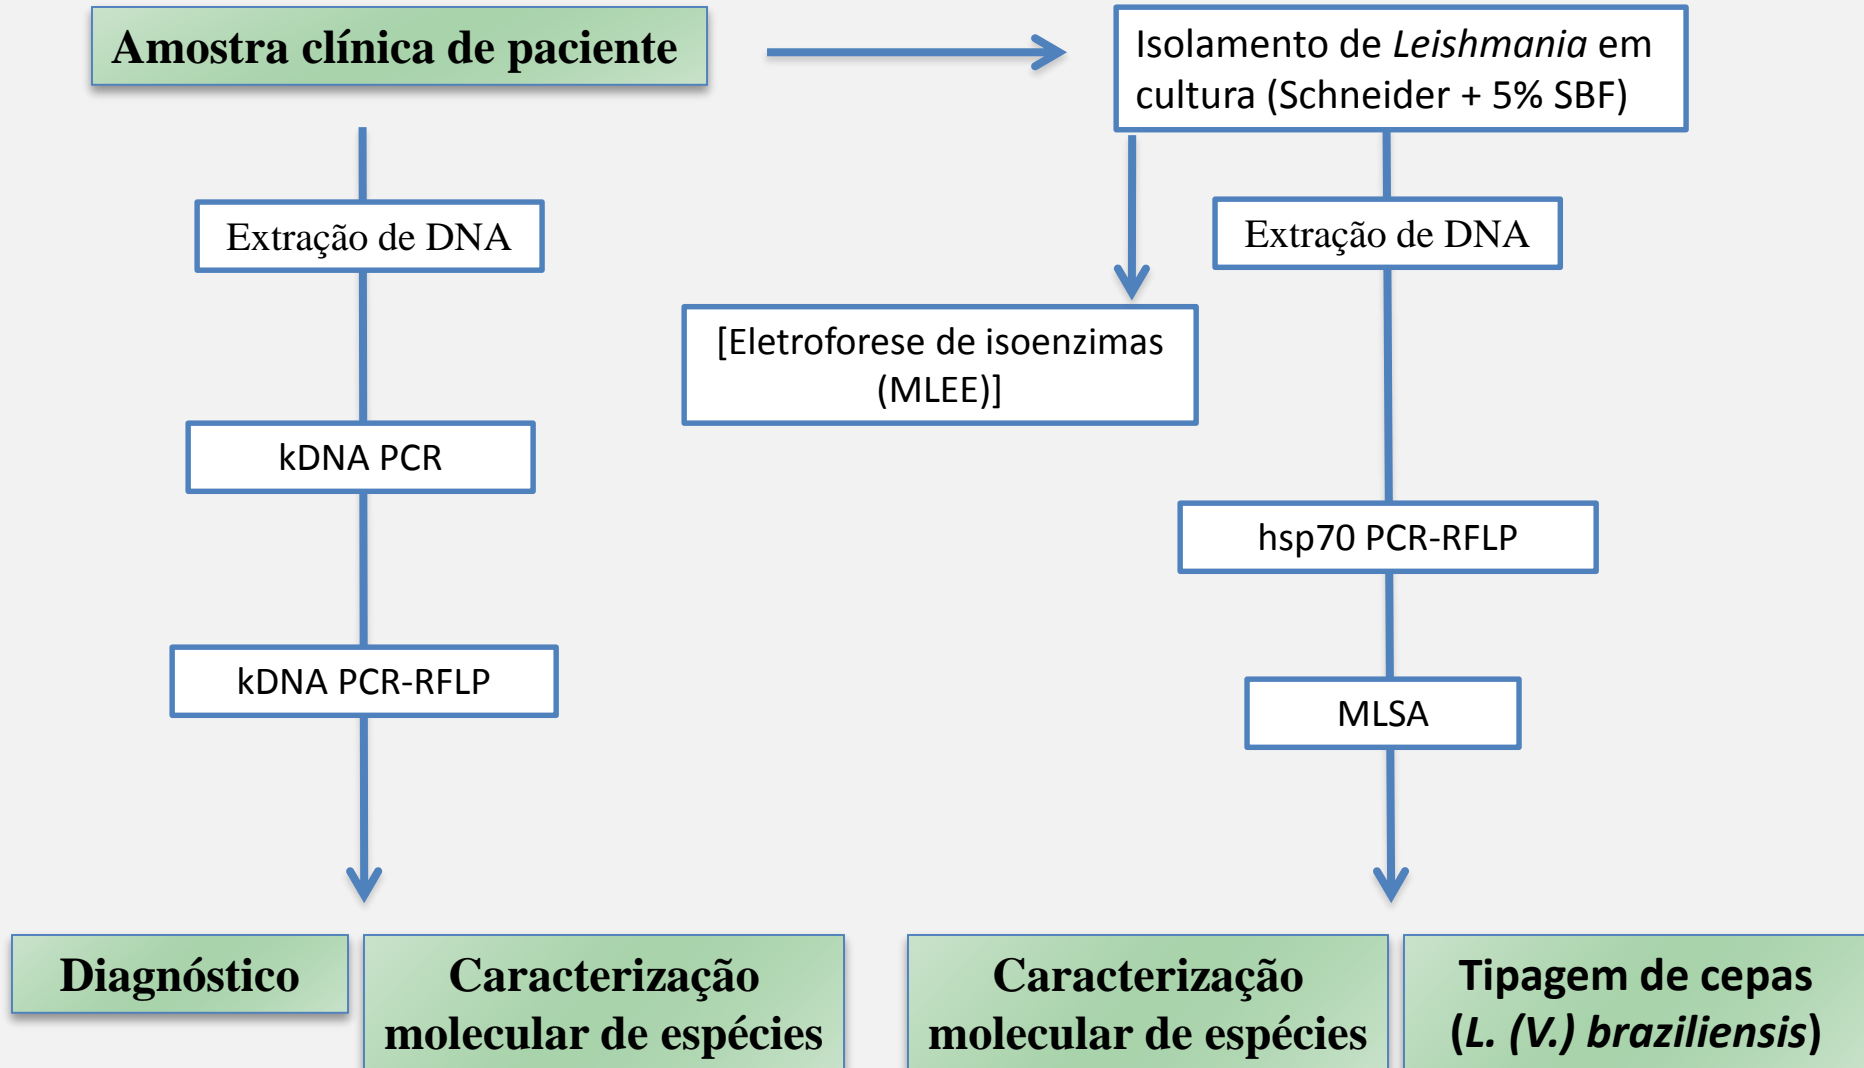 Amostra clínica de paciente
Isolamento de Leishmania em
cultura (Schneider + 5% SBF)
Extração de DNA
Extração de DNA
[Eletroforese de isoenzimas
(MLEE)]
kDNA PCR
hsp70 PCR-RFLP
kDNA PCR-RFLP
MLSA
Diagnóstico
Caracterização
molecular de espécies
Caracterização
molecular de espécies
Tipagem de cepas
(L. (V.) braziliensis)